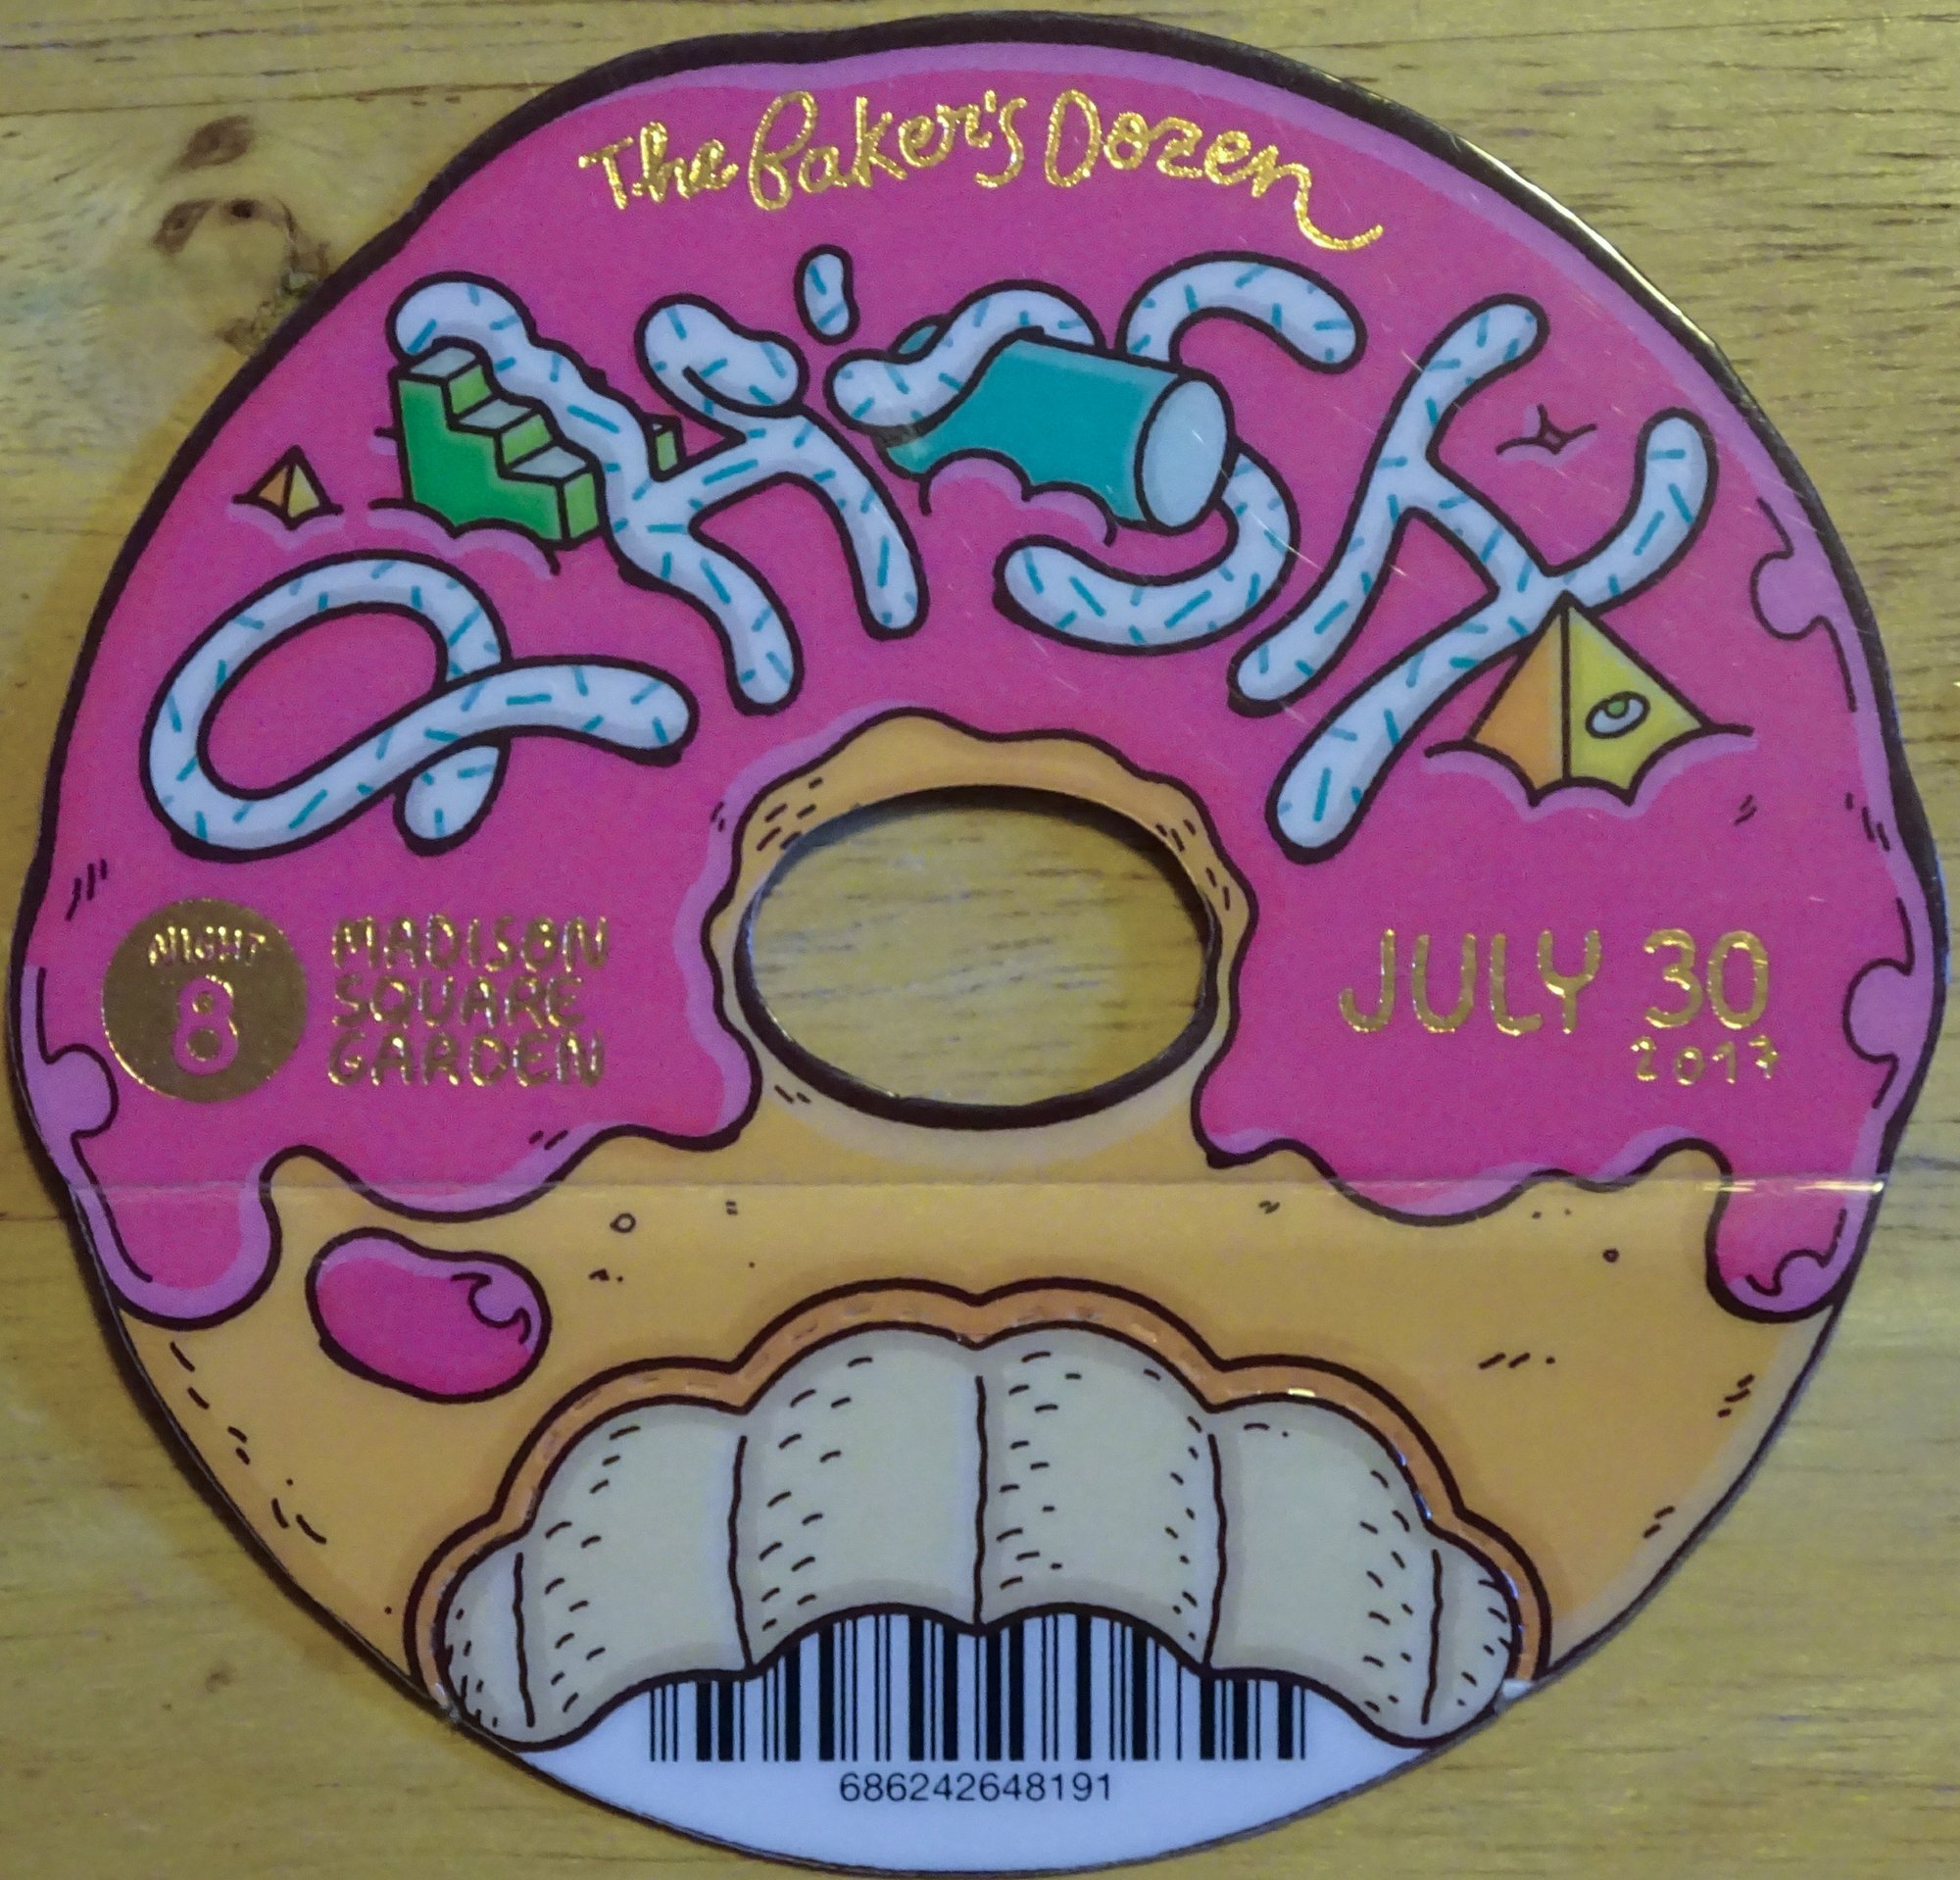 The Baker's Dozen
PHiSH
NIGHT
8
MADISON
SQUARE
GARDEN
JULY 30
2017
686242648191